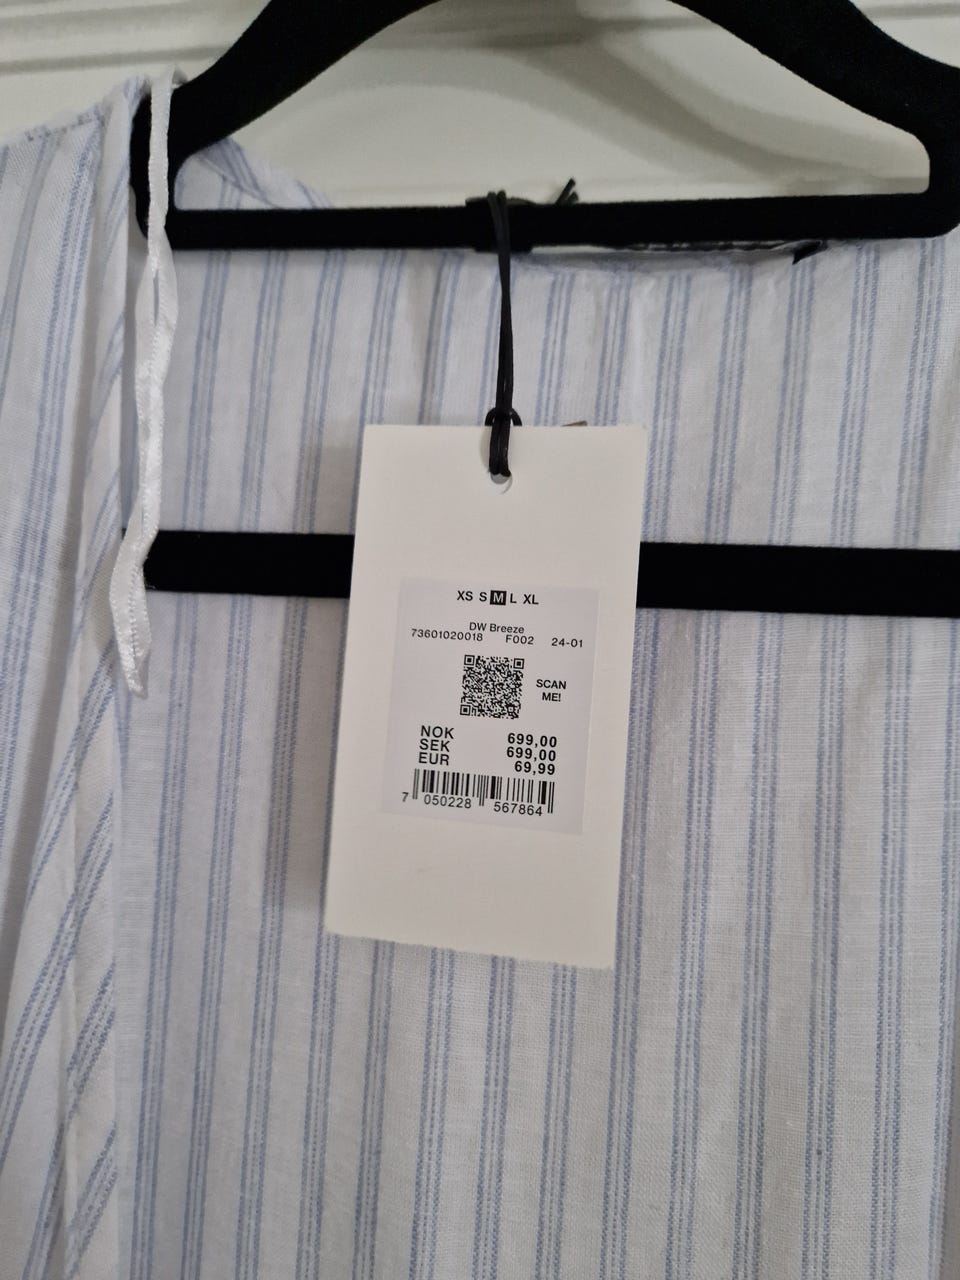 XS S M L XL
DW Breeze
73601020018 F002 24-01
SCAN
ME!
NOK 699,00
SEK 699,00
EUR 69,99
7 050228 567864